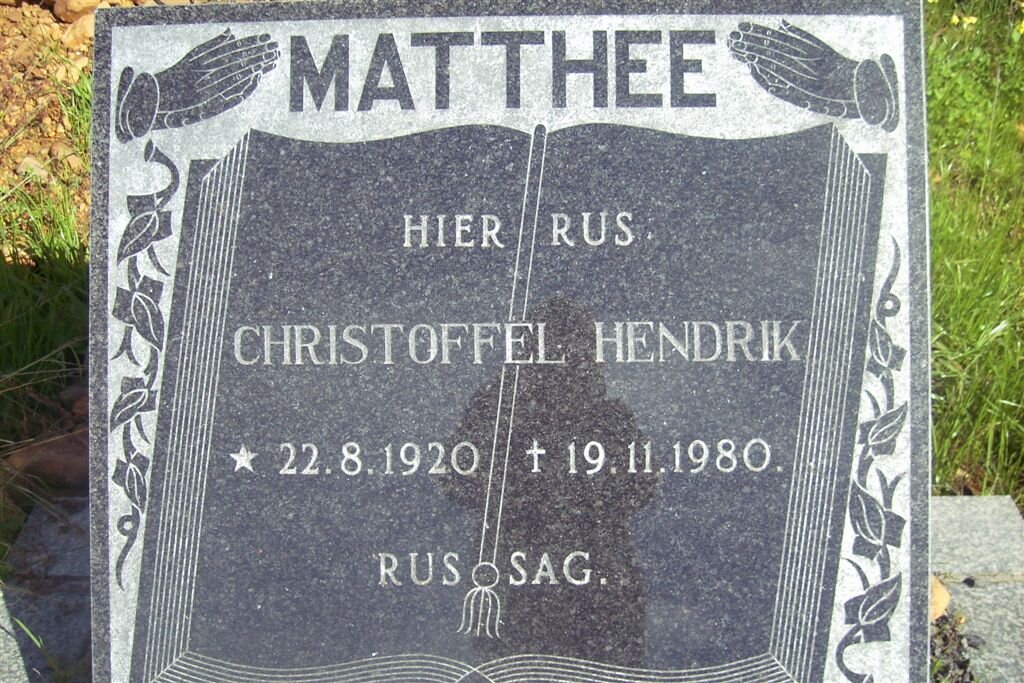 MATTHEE
HIER RUS
CHRISTOFFEL HENDRIK
★ 22.8.1920 ✝ 19.11.1980.
RUS SAG.